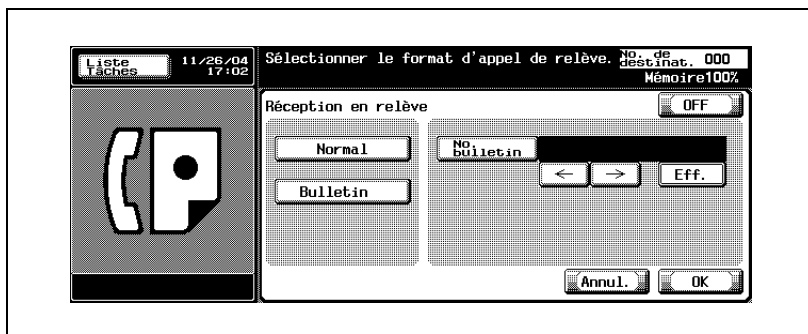 Liste
Tâches
11/26/04
17:02
Sélectionner le format d'appel de relève.
No. de
destinat.
000
Mémoire100%
Réception en relève
OFF
Normal
No.
bulletin
← →
Eff.
Bulletin
Annul.
OK